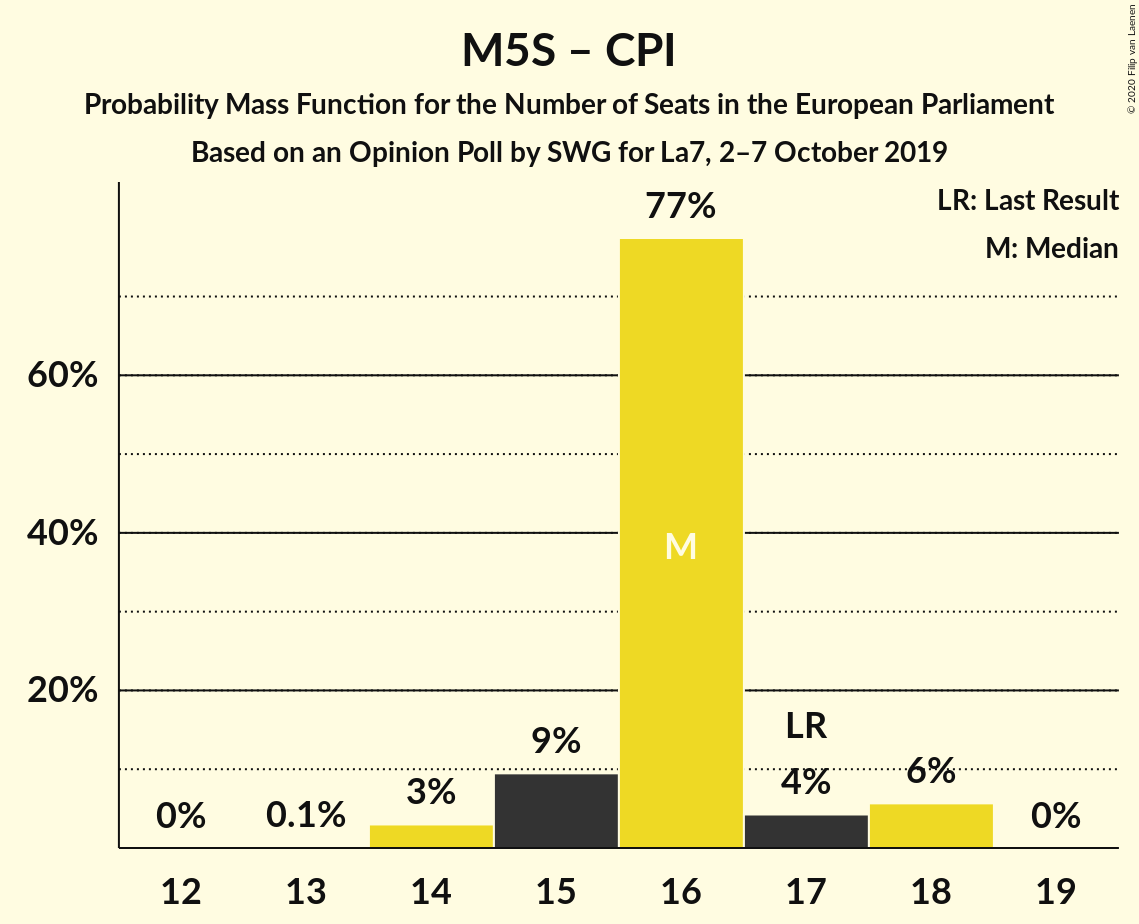 M5S – CPI
Probability Mass Function for the Number of Seats in the European Parliament
Based on an Opinion Poll by SWG for La7, 2–7 October 2019
© 2020 Filip van Laenen
LR: Last Result
M: Median
77%
60%
40%
20%
M
LR
0%
0.1%
3%
9%
4%
6%
0%
12 13 14 15 16 17 18 19